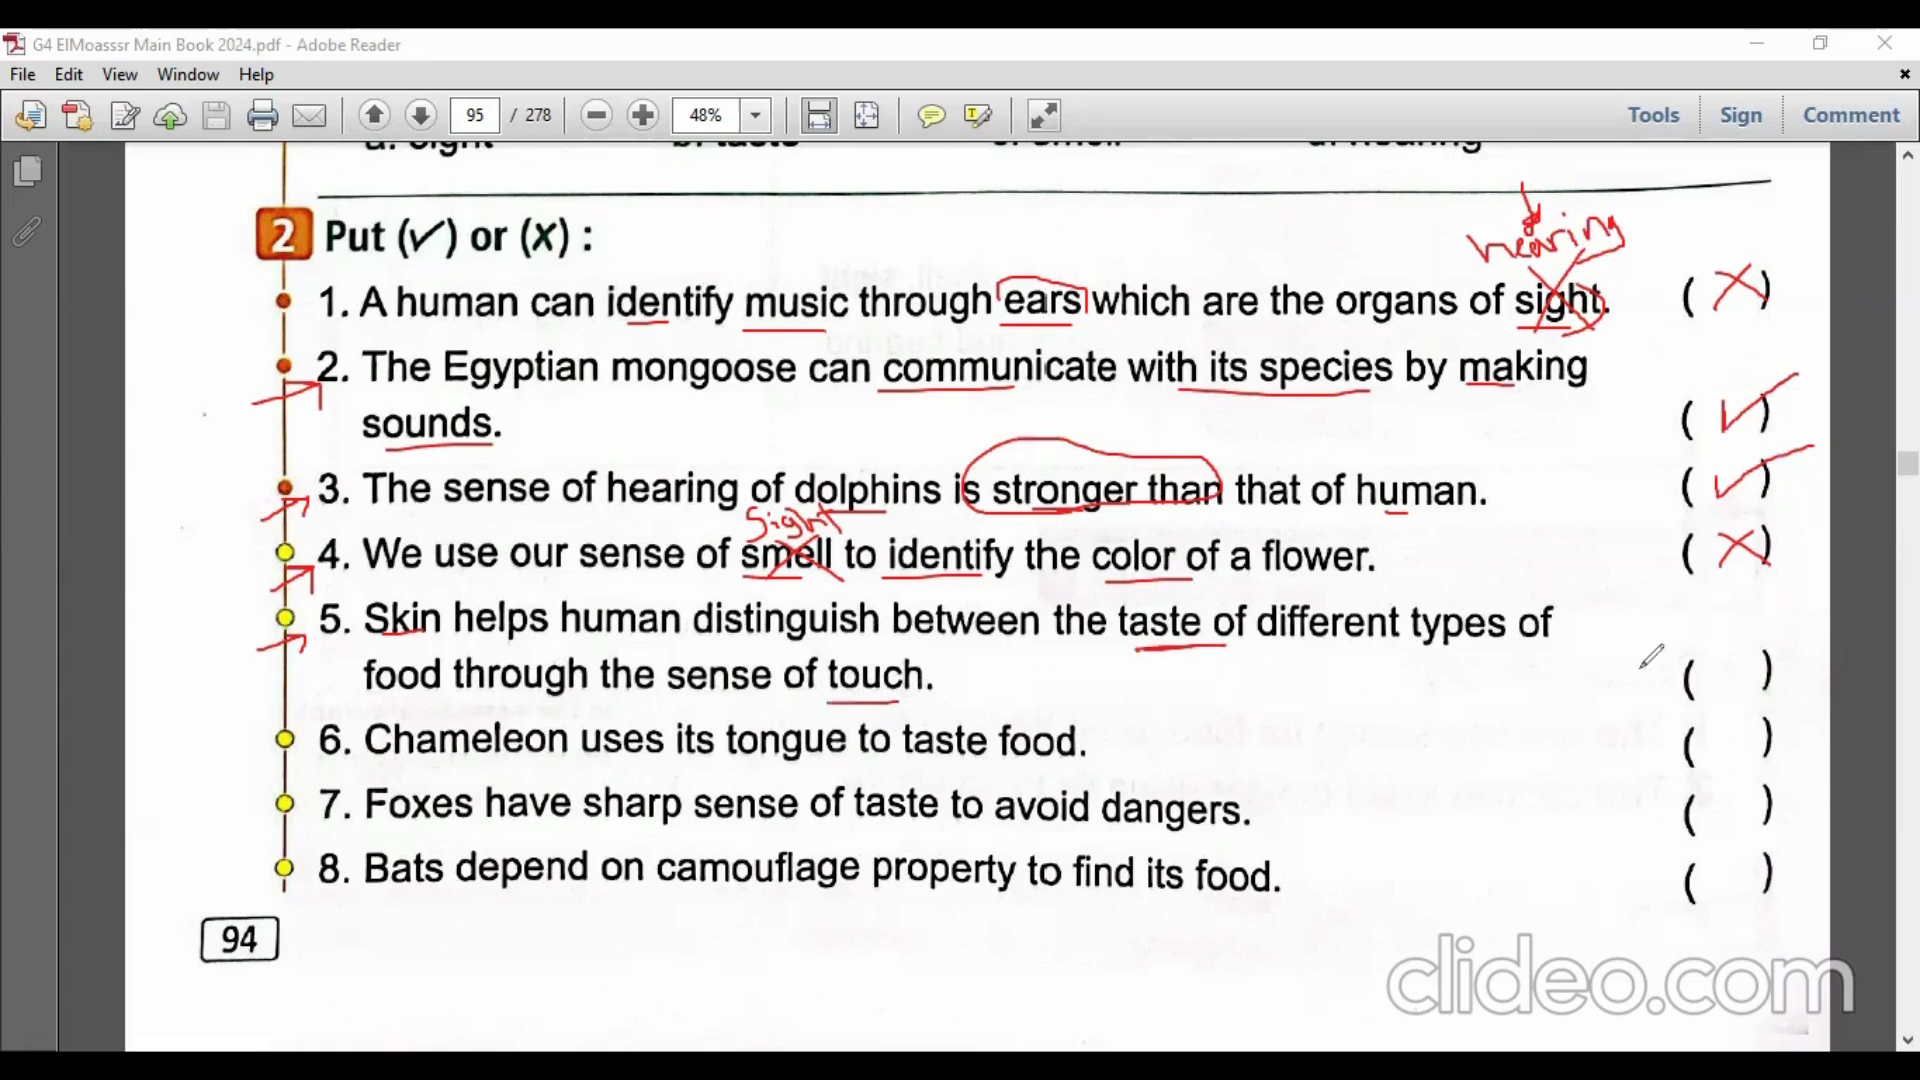 G4 ElMoasssr Main Book 2024.pdf - Adobe Reader
File Edit View Window Help
95 / 278 48% Tools Sign Comment
a. sight b. taste c. smell d. hearing
2 Put (✓) or (x) :
hearing
1. A human can identify music through ears which are the organs of sight. ( X )
2. The Egyptian mongoose can communicate with its species by making
sounds. ( ✓ )
3. The sense of hearing of dolphins is stronger than that of human. ( ✓ )
sight
4. We use our sense of smell to identify the color of a flower. ( X )
5. Skin helps human distinguish between the taste of different types of
food through the sense of touch. ( )
6. Chameleon uses its tongue to taste food. ( )
7. Foxes have sharp sense of taste to avoid dangers. ( )
8. Bats depend on camouflage property to find its food. ( )
94
clideo.com